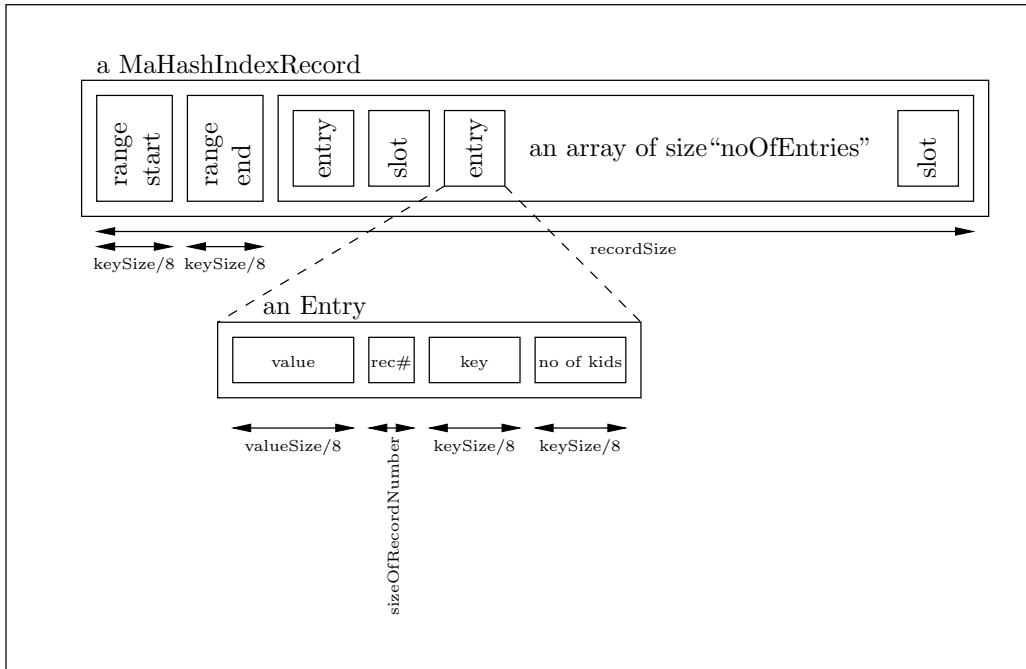 a MaHashIndexRecord
range
start
range
end
entry
slot
entry
an array of size“noOfEntries”
slot
recordSize
keySize/8
keySize/8
an Entry
value
rec#
key
no of kids
valueSize/8
sizeOfRecordNumber
keySize/8
keySize/8